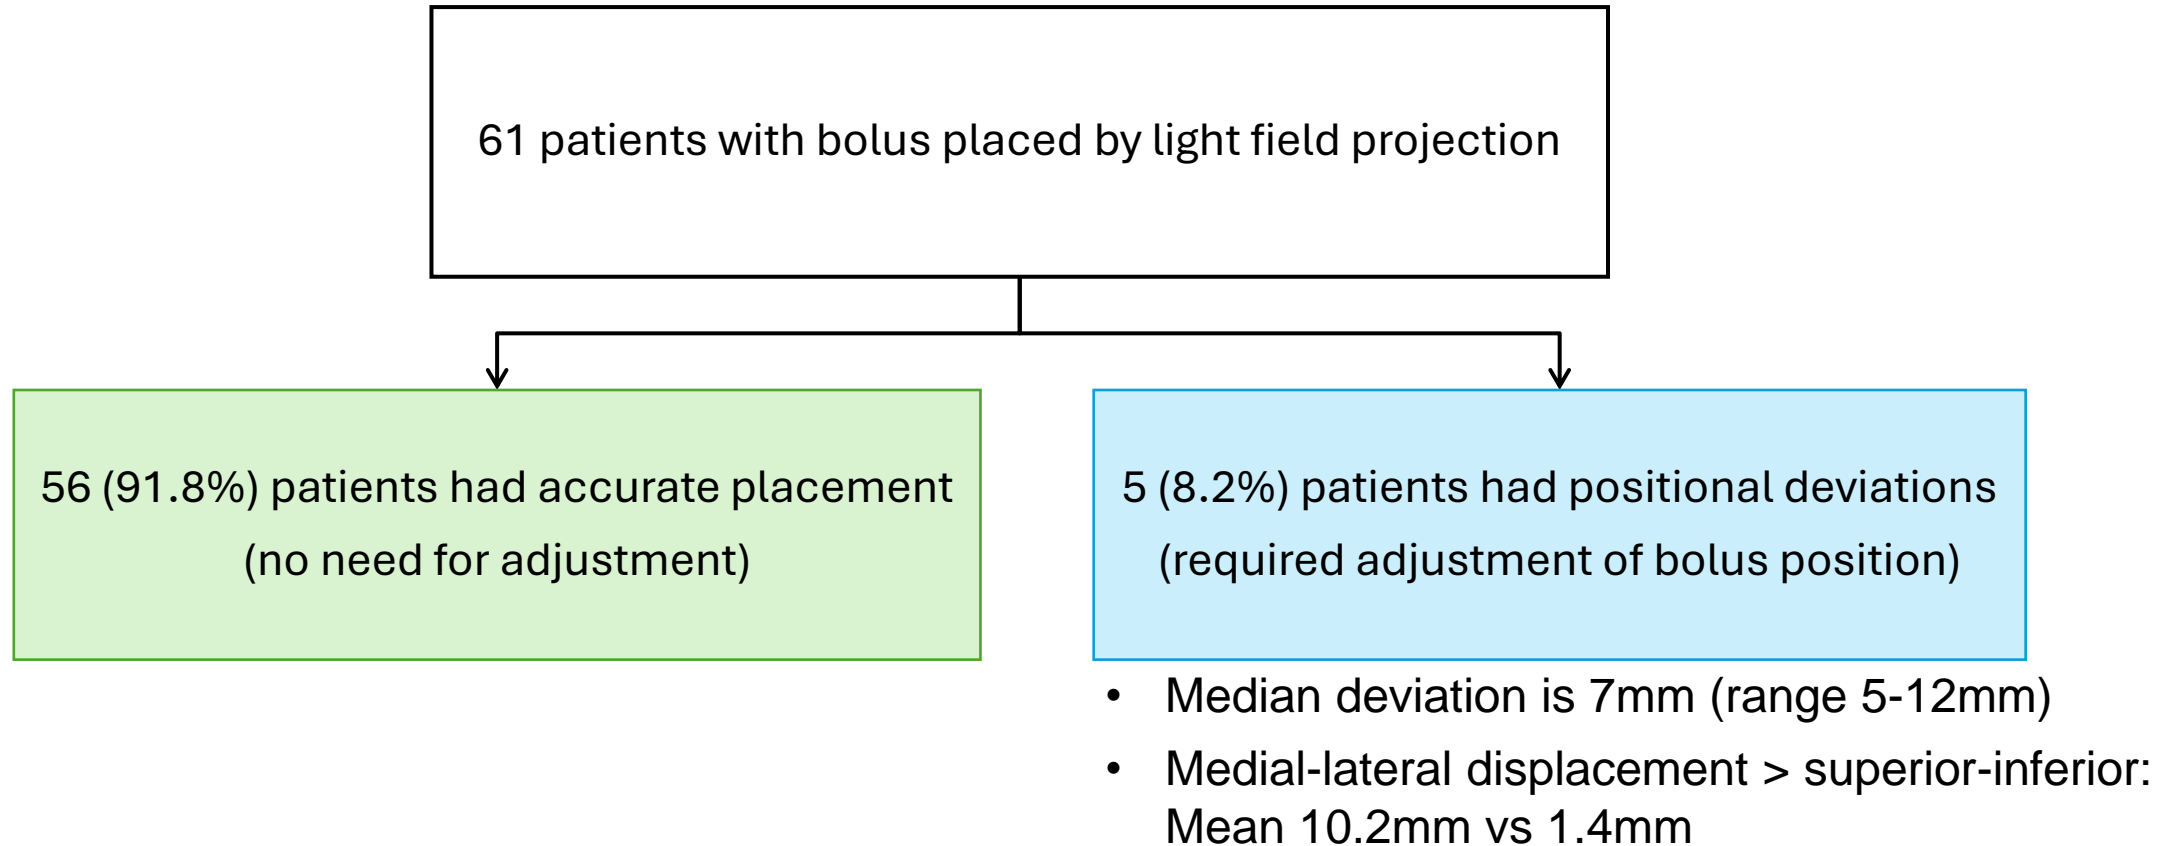 61 patients with bolus placed by light field projection
56 (91.8%) patients had accurate placement
(no need for adjustment)
5 (8.2%) patients had positional deviations
(required adjustment of bolus position)
• Median deviation is 7mm (range 5-12mm)
• Medial-lateral displacement > superior-inferior:
Mean 10.2mm vs 1.4mm